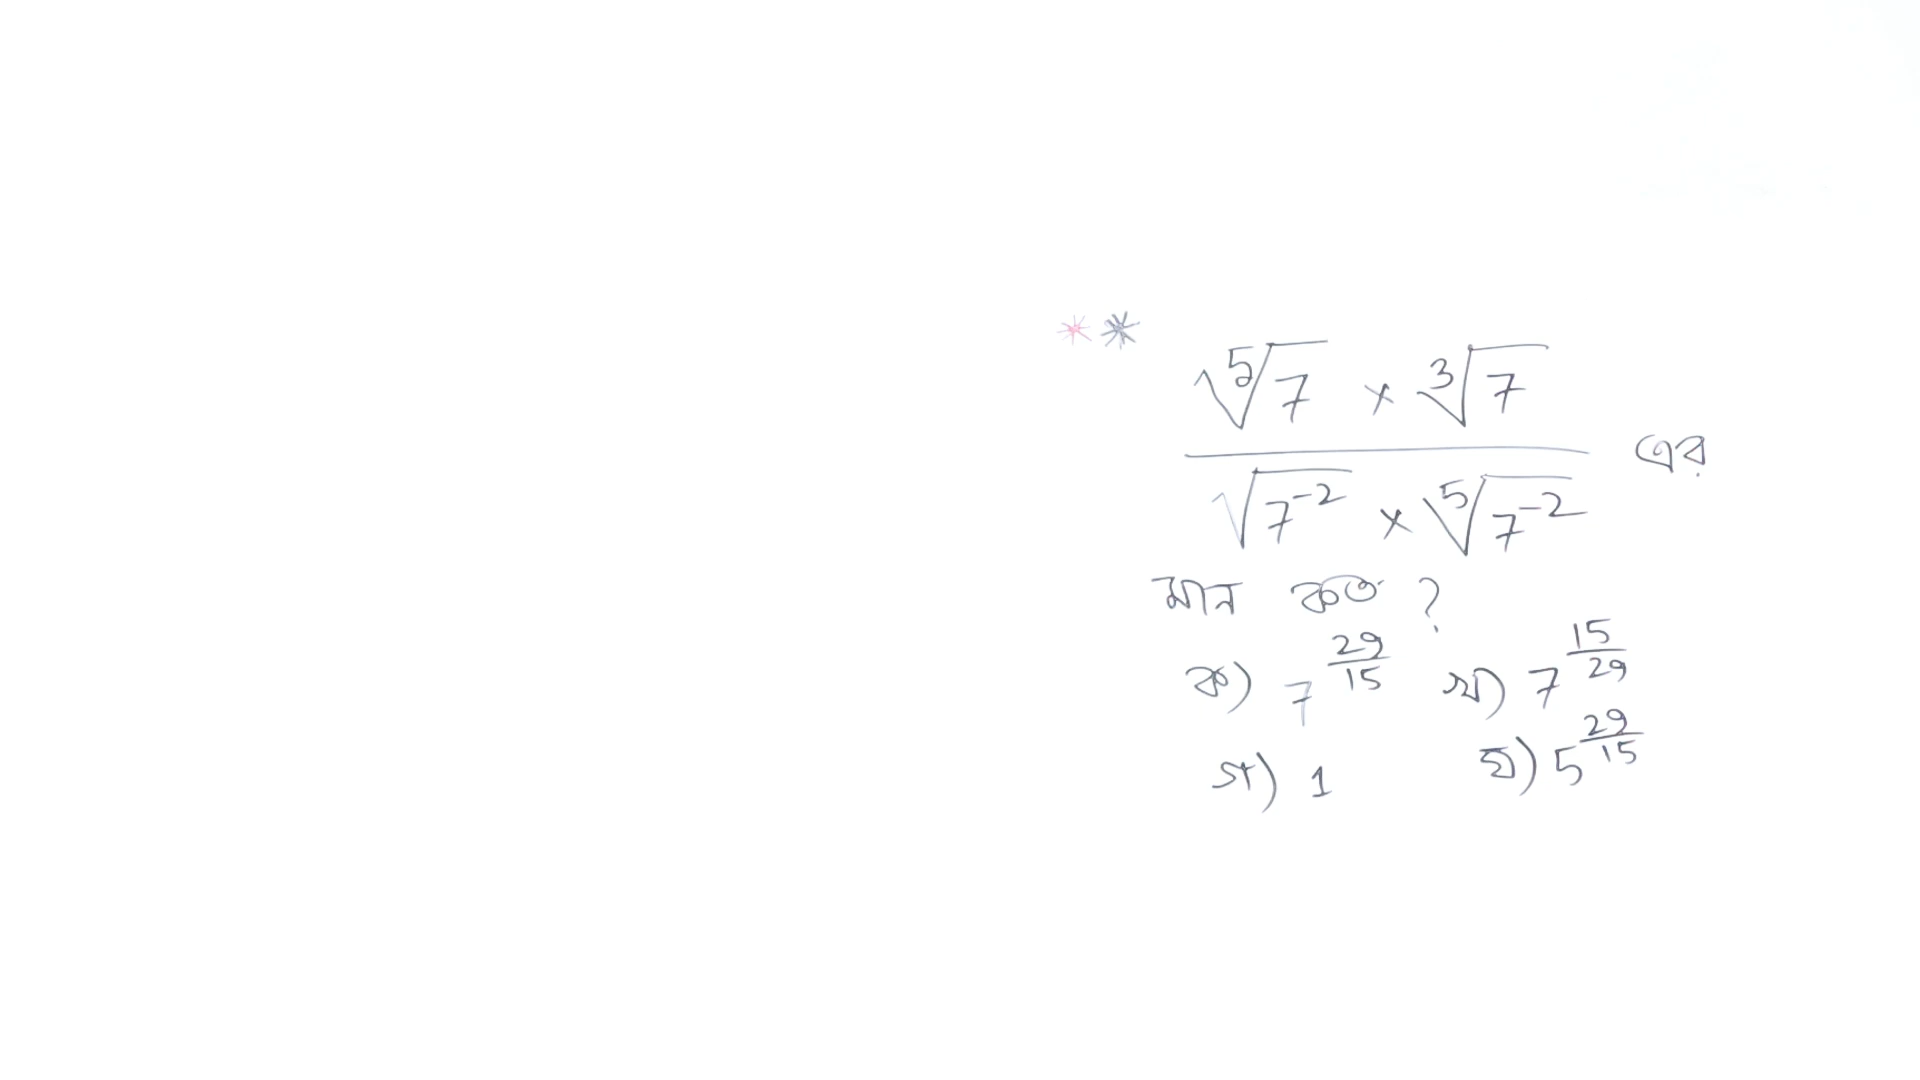 ** (⁵√7 × ³√7) / (√7⁻² × ⁵√7⁻²) এর
মান কত ?
ক) 7^(29/15) খ) 7^(15/29)
গ) 1 ঘ) 5^(29/15)